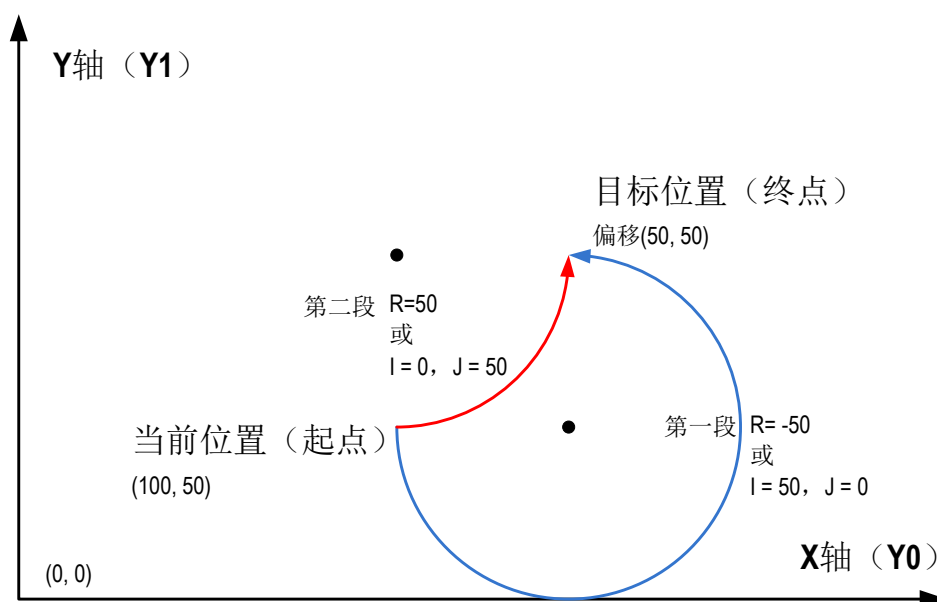 Y轴（Y1）
目标位置（终点）
偏移(50, 50)
第二段 R=50
或
I = 0，J = 50
当前位置（起点）
(100, 50)
第一段 R= -50
或
I = 50，J = 0
X轴（Y0）
(0, 0)